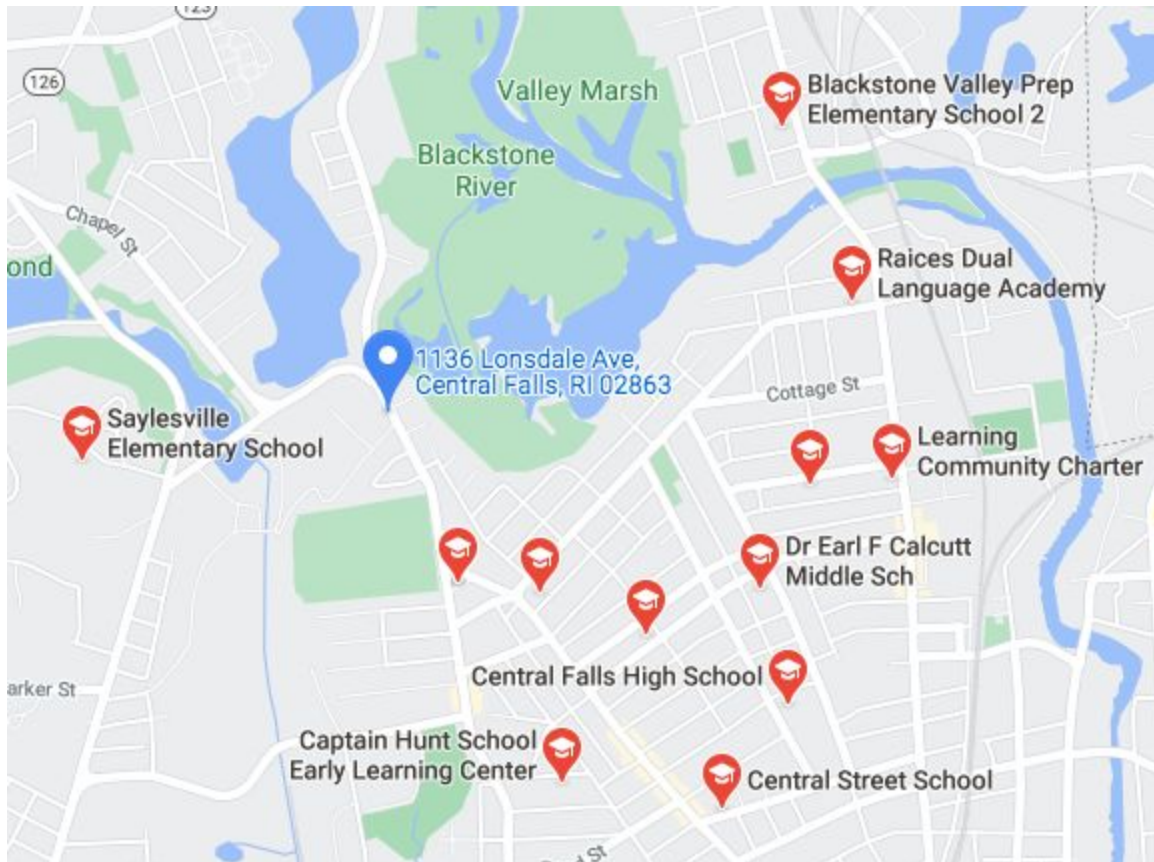 123
126
Valley Marsh
Blackstone Valley Prep
Elementary School 2
Blackstone
River
Chapel St
ond
Raices Dual
Language Academy
1136 Lonsdale Ave,
Central Falls, RI 02863
Cottage St
Saylesville
Elementary School
Learning
Community Charter
Dr Earl F Calcutt
Middle Sch
Central Falls High School
arker St
Captain Hunt School
Early Learning Center
Central Street School